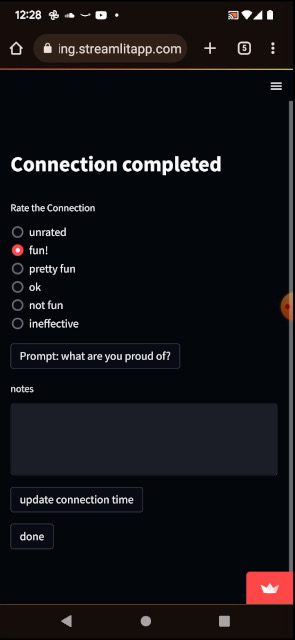 12:28
ing.streamlitapp.com
5
Connection completed
Rate the Connection
unrated
fun!
pretty fun
ok
not fun
ineffective
Prompt: what are you proud of?
notes
update connection time
done